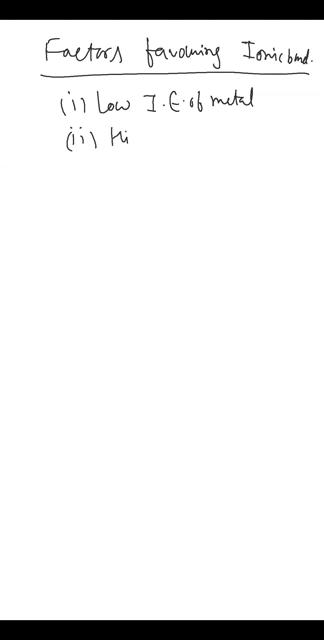 Factors favouring Ionic bond.
(i) Low I.E. of metal
(ii) Hi